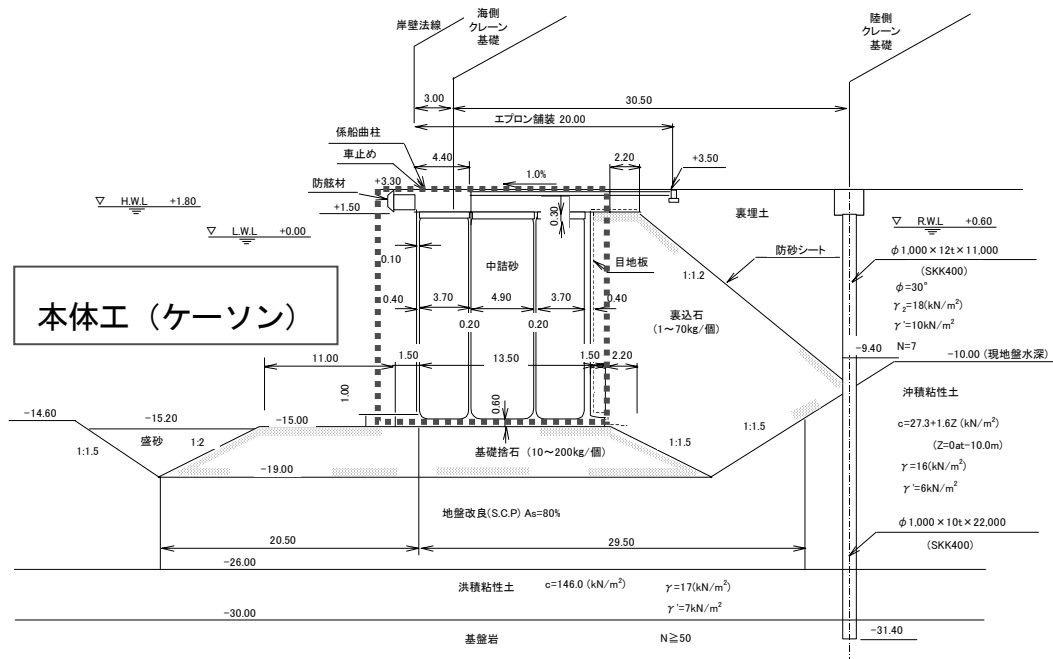 岸壁法線
海側
クレーン
基礎
陸側
クレーン
基礎
3.00
30.50
エプロン舗装 20.00
係船曲柱
車止め
4.40
2.20
+3.50
防舷材
+3.30
1.0%
▽ H.W.L +1.80
+1.50
0.30
裏埋土
▽ R.W.L +0.60
▽ L.W.L +0.00
防砂シート
φ1,000×12t×11,000
(SKK400)
中詰砂
目地板
1:1.2
0.10
φ=30°
γ₂=18(kN/m²)
γ'=10kN/m²
N=7
本体工（ケーソン）
0.40
3.70
4.90
3.70
0.40
裏込石
(1～70kg/個)
0.20
0.20
-9.40
-10.00 (現地盤水深)
11.00
1.50
13.50
1.50
2.20
沖積粘性土
1.00
0.60
c=27.3+1.6Z (kN/m²)
(Z=0at-10.0m)
-14.60
-15.20
-15.00
1:1.5
盛砂
1:2
基礎捨石 (10～200kg/個)
1:1.5
1:1.5
γ=16(kN/m²)
γ'=6kN/m²
-19.00
地盤改良(S.C.P) As=80%
φ1,000×10t×22,000
(SKK400)
20.50
29.50
-26.00
洪積粘性土
c=146.0 (kN/m²)
γ=17(kN/m²)
γ'=7kN/m²
-30.00
基盤岩
N≧50
-31.40